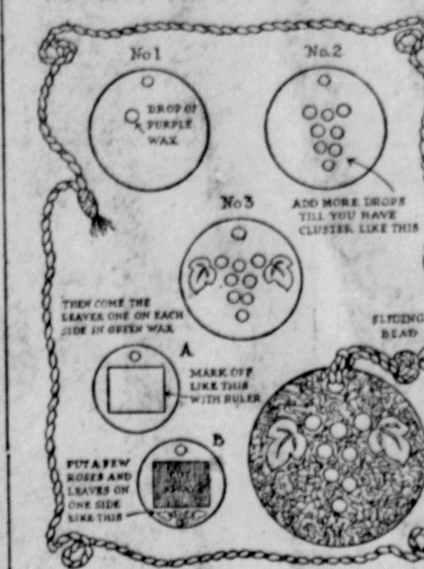 No1
No.2
DROP OF
PURPLE
WAX
ADD MORE DROPS
TILL YOU HAVE
CLUSTER LIKE THIS
No3
THEN COME THE
LEAVES ONE ON EACH
SIDE IN GREEN WAX
SLIDING
BEAD
A
MARK OFF
LIKE THIS
WITH RULER
B
PUT A FEW
ROSES AND
LEAVES ON
ONE SIDE
LIKE THIS